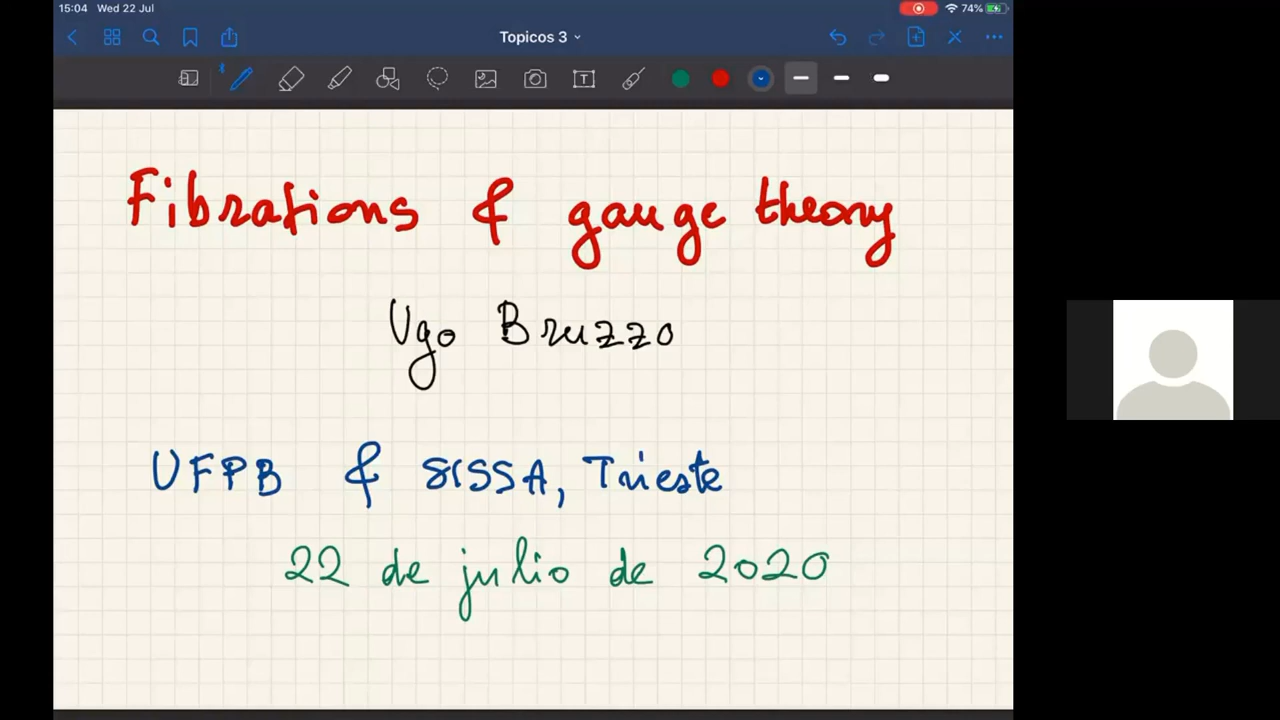 15:04 Wed 22 Jul 74%
Topicos 3
T
Fibrations & gauge theory
Ugo Bruzzo
UFPB & SISSA, Trieste
22 de julio de 2020